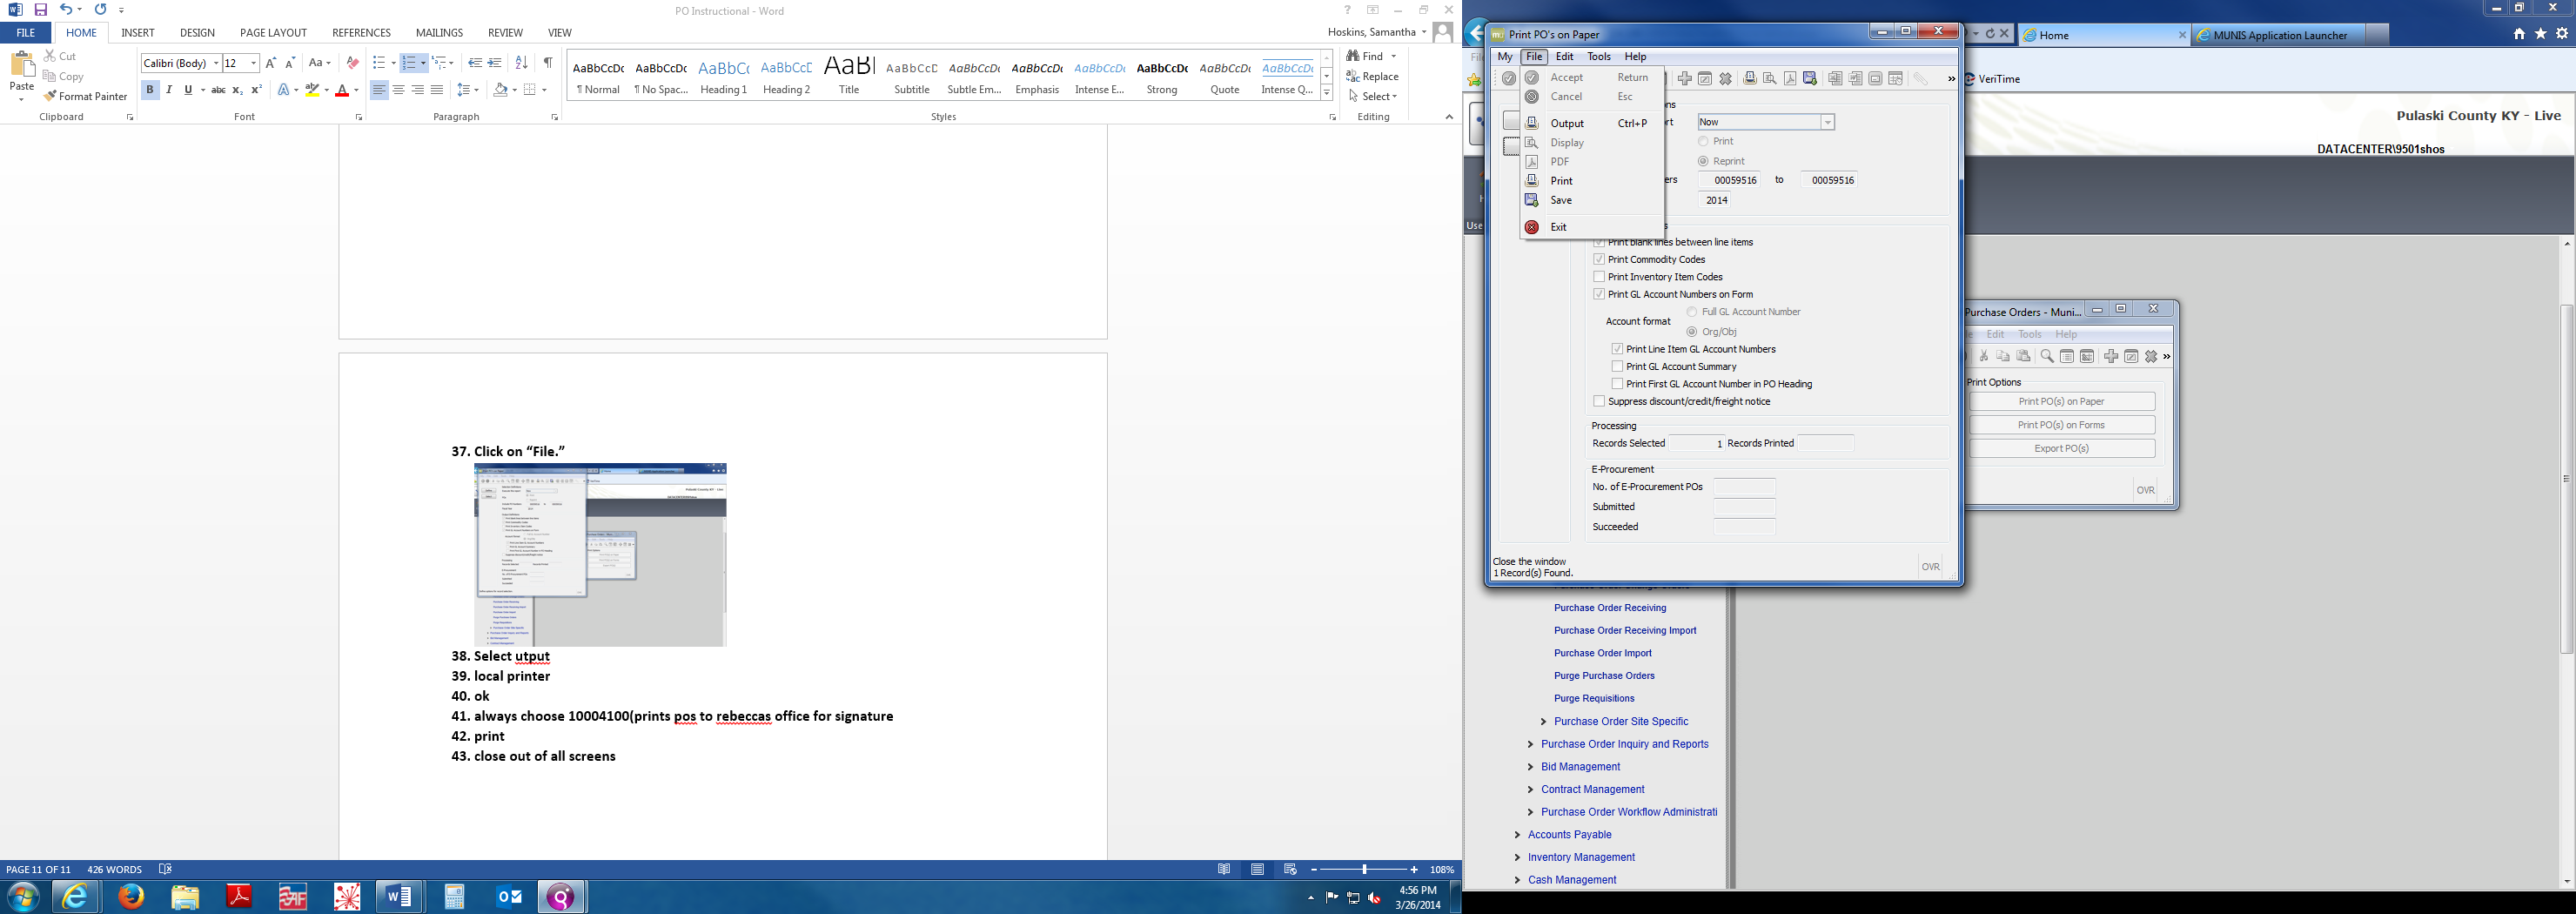 PO Instructional - Word
Hoskins, Samantha
FILE HOME INSERT DESIGN PAGE LAYOUT REFERENCES MAILINGS REVIEW VIEW
Paste
Cut
Copy
Format Painter
Clipboard
Calibri (Body) 12
Font
Paragraph
AaBbCcDc AaBbCcDc AaBbCc AaBbCcD AaBl AaBbCcD AaBbCcDc AaBbCcDc AaBbCcDc AaBbCcDc AaBbCcDc AaBbCcDc
¶ Normal ¶ No Spac... Heading 1 Heading 2 Title Subtitle Subtle Em... Emphasis Intense E... Strong Quote Intense Q...
Styles
Find
Replace
Select
Editing
37. Click on “File.”
38. Select utput
39. local printer
40. ok
41. always choose 10004100(prints pos to rebeccas office for signature
42. print
43. close out of all screens
PAGE 11 OF 11 426 WORDS 108%
4:56 PM
3/26/2014
Home
MUNIS Application Launcher
VeriTime
Pulaski County KY - Live
DATACENTER\9501shos
Print PO's on Paper
My File Edit Tools Help
Accept Return
Cancel Esc
Output Ctrl+P
Display
PDF
Print
Save
Exit
Now
Print
Reprint
00059516 to 00059516
2014
Print blank lines between line items
Print Commodity Codes
Print Inventory Item Codes
Print GL Account Numbers on Form
Account format
Full GL Account Number
Org/Obj
Print Line Item GL Account Numbers
Print GL Account Summary
Print First GL Account Number in PO Heading
Suppress discount/credit/freight notice
Processing
Records Selected 1 Records Printed
E-Procurement
No. of E-Procurement POs
Submitted
Succeeded
Close the window
1 Record(s) Found.
OVR
Purchase Orders - Muni...
Edit Tools Help
Print Options
Print PO(s) on Paper
Print PO(s) on Forms
Export PO(s)
OVR
Purchase Order Receiving
Purchase Order Receiving Import
Purchase Order Import
Purge Purchase Orders
Purge Requisitions
Purchase Order Site Specific
Purchase Order Inquiry and Reports
Bid Management
Contract Management
Purchase Order Workflow Administrati
Accounts Payable
Inventory Management
Cash Management